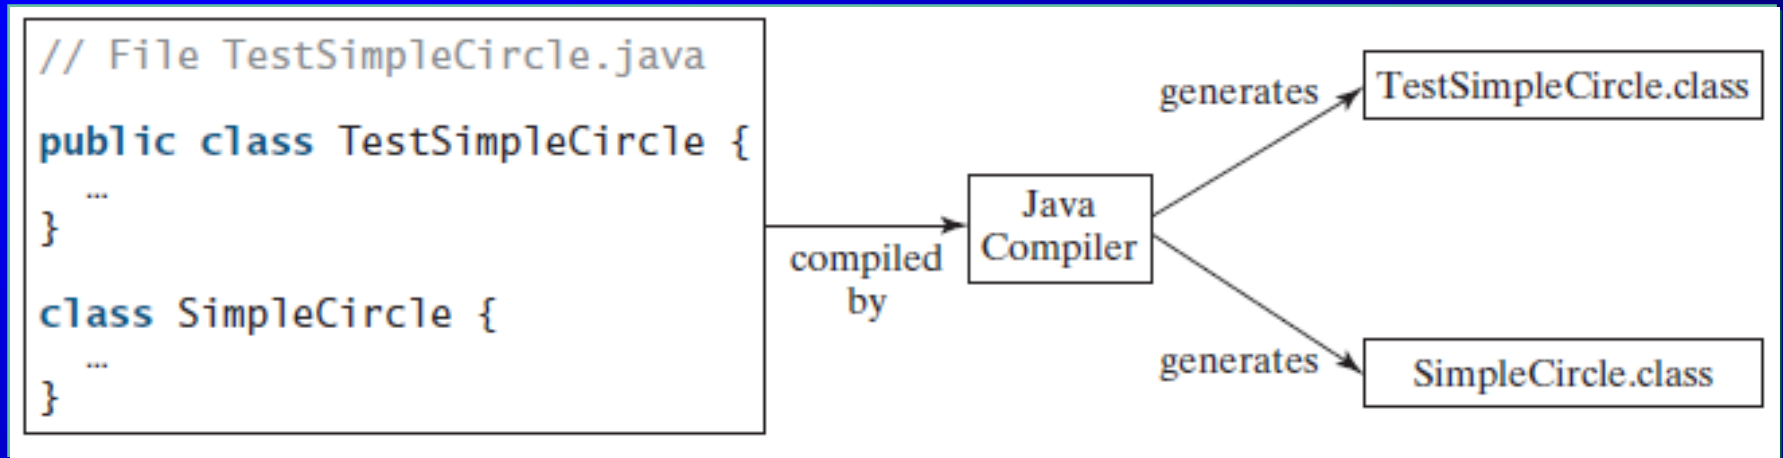 // File TestSimpleCircle.java
public class TestSimpleCircle {
...
}
class SimpleCircle {
...
}
compiled
by
Java
Compiler
generates
TestSimpleCircle.class
generates
SimpleCircle.class